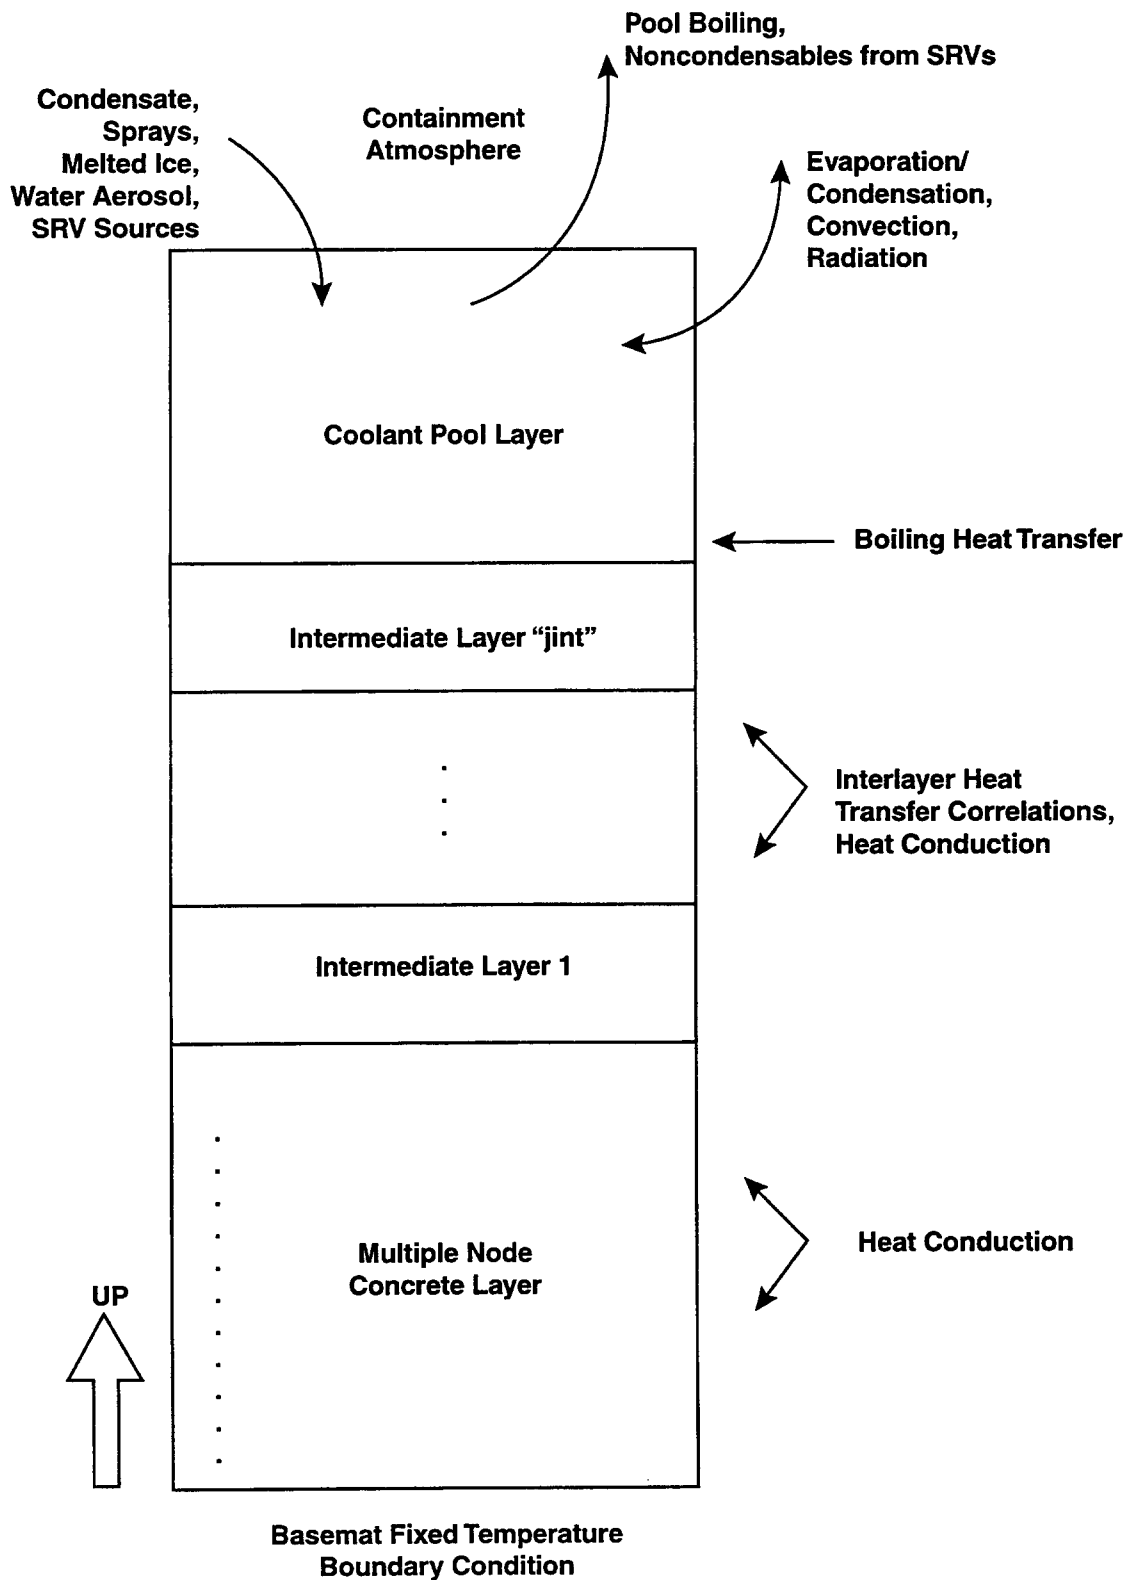 Pool Boiling,
Noncondensables from SRVs
Condensate,
Sprays,
Melted Ice,
Water Aerosol,
SRV Sources
Containment
Atmosphere
Evaporation/
Condensation,
Convection,
Radiation
Coolant Pool Layer
Boiling Heat Transfer
Intermediate Layer “jint”
Interlayer Heat
Transfer Correlations,
Heat Conduction
Intermediate Layer 1
Multiple Node
Concrete Layer
Heat Conduction
UP
Basemat Fixed Temperature
Boundary Condition